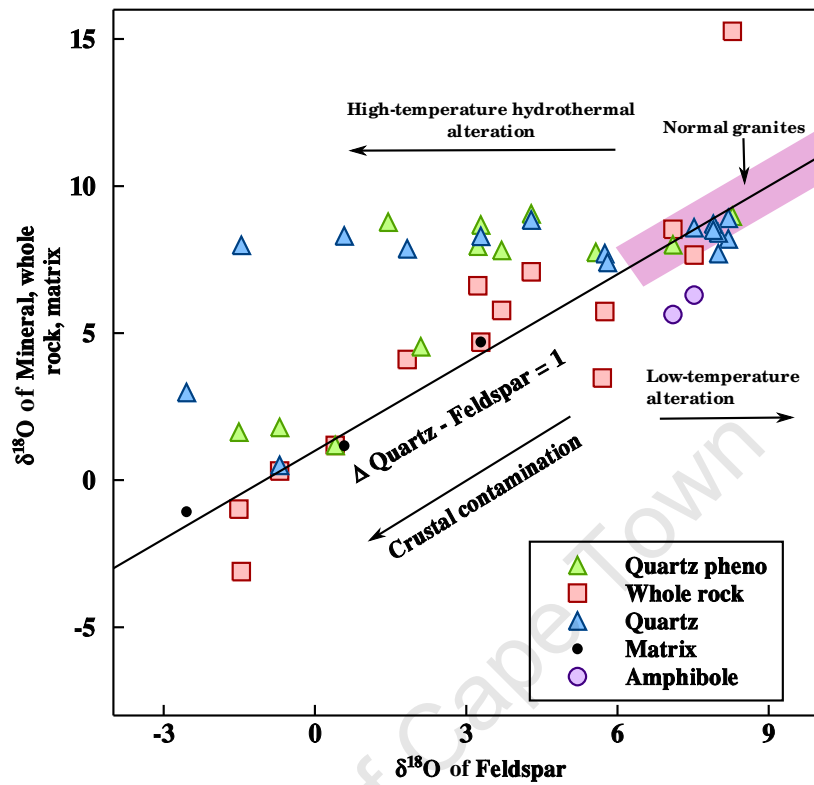 15
10
5
0
-5
-3
0
3
6
9
δ¹⁸O of Mineral, whole
rock, matrix
δ¹⁸O of Feldspar
High-temperature hydrothermal
alteration
Normal granites
Δ Quartz - Feldspar = 1
Low-temperature
alteration
Crustal contamination
Quartz pheno
Whole rock
Quartz
Matrix
Amphibole
of Cape Town